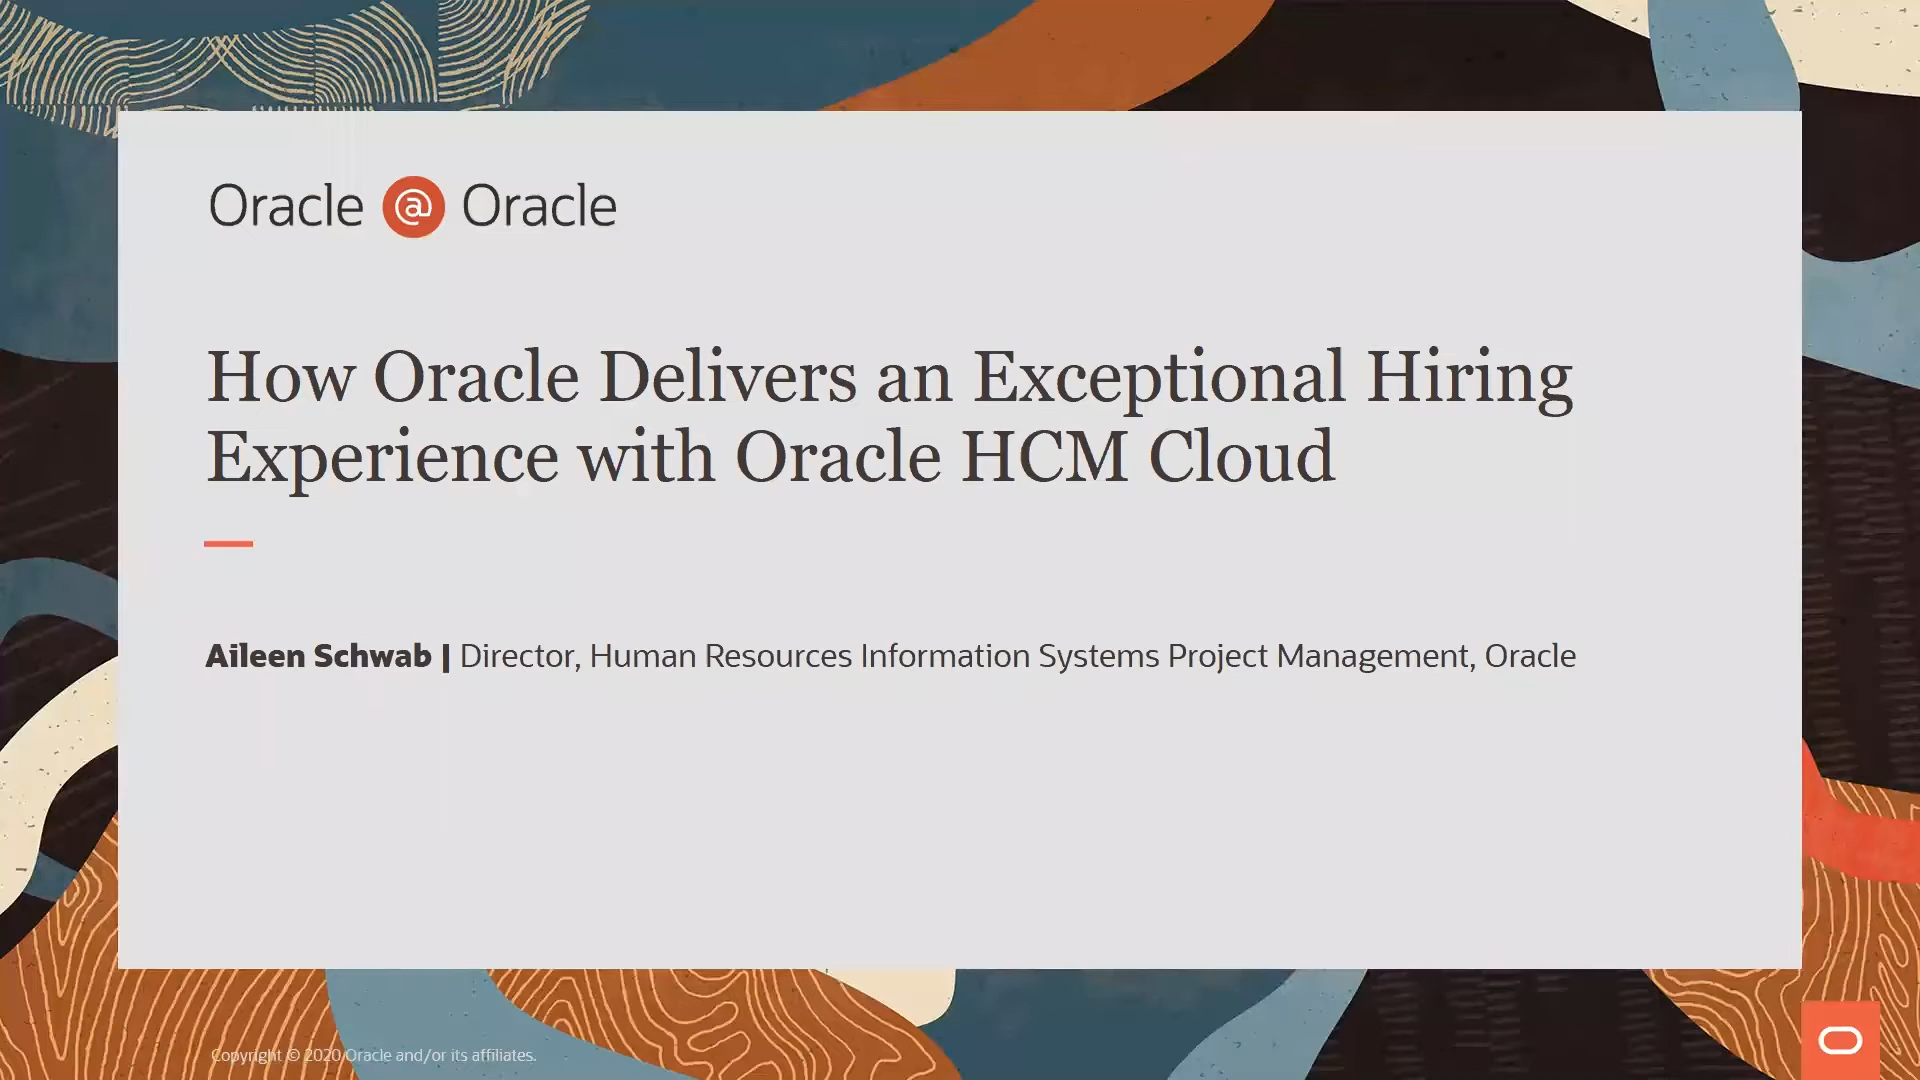 Oracle @ Oracle
How Oracle Delivers an Exceptional Hiring
Experience with Oracle HCM Cloud
Aileen Schwab | Director, Human Resources Information Systems Project Management, Oracle
Copyright © 2020 Oracle and/or its affiliates.